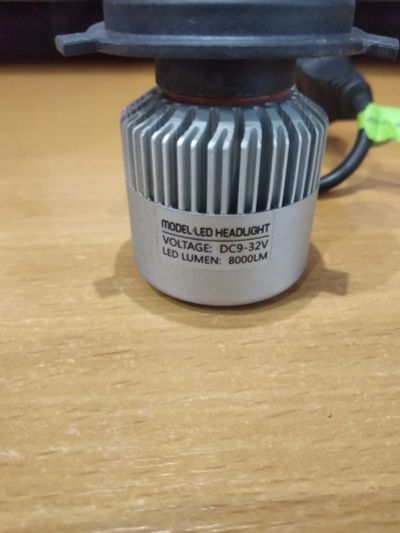 MODEL:LED HEADLIGHT
VOLTAGE: DC9-32V
LED LUMEN: 8000LM